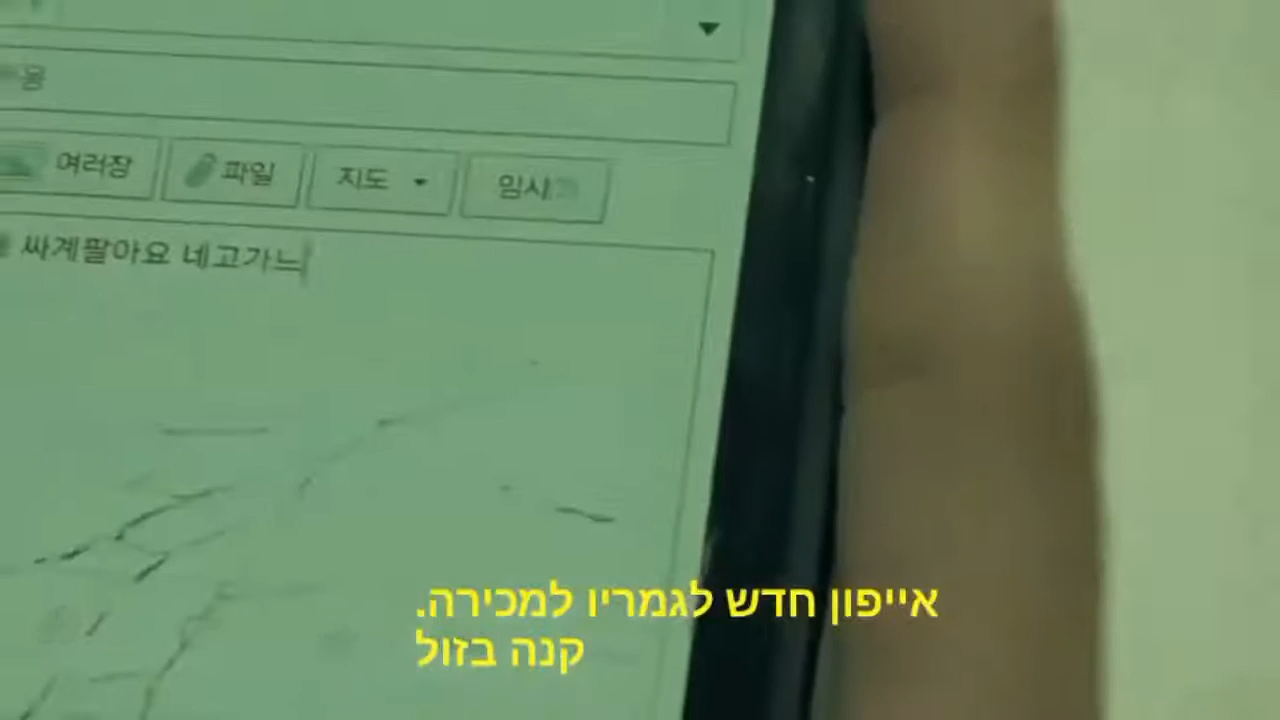 여러장 파일 지도 임시
싸게팔아요 네고가느
אייפון חדש לגמריו למכירה.
קנה בזול